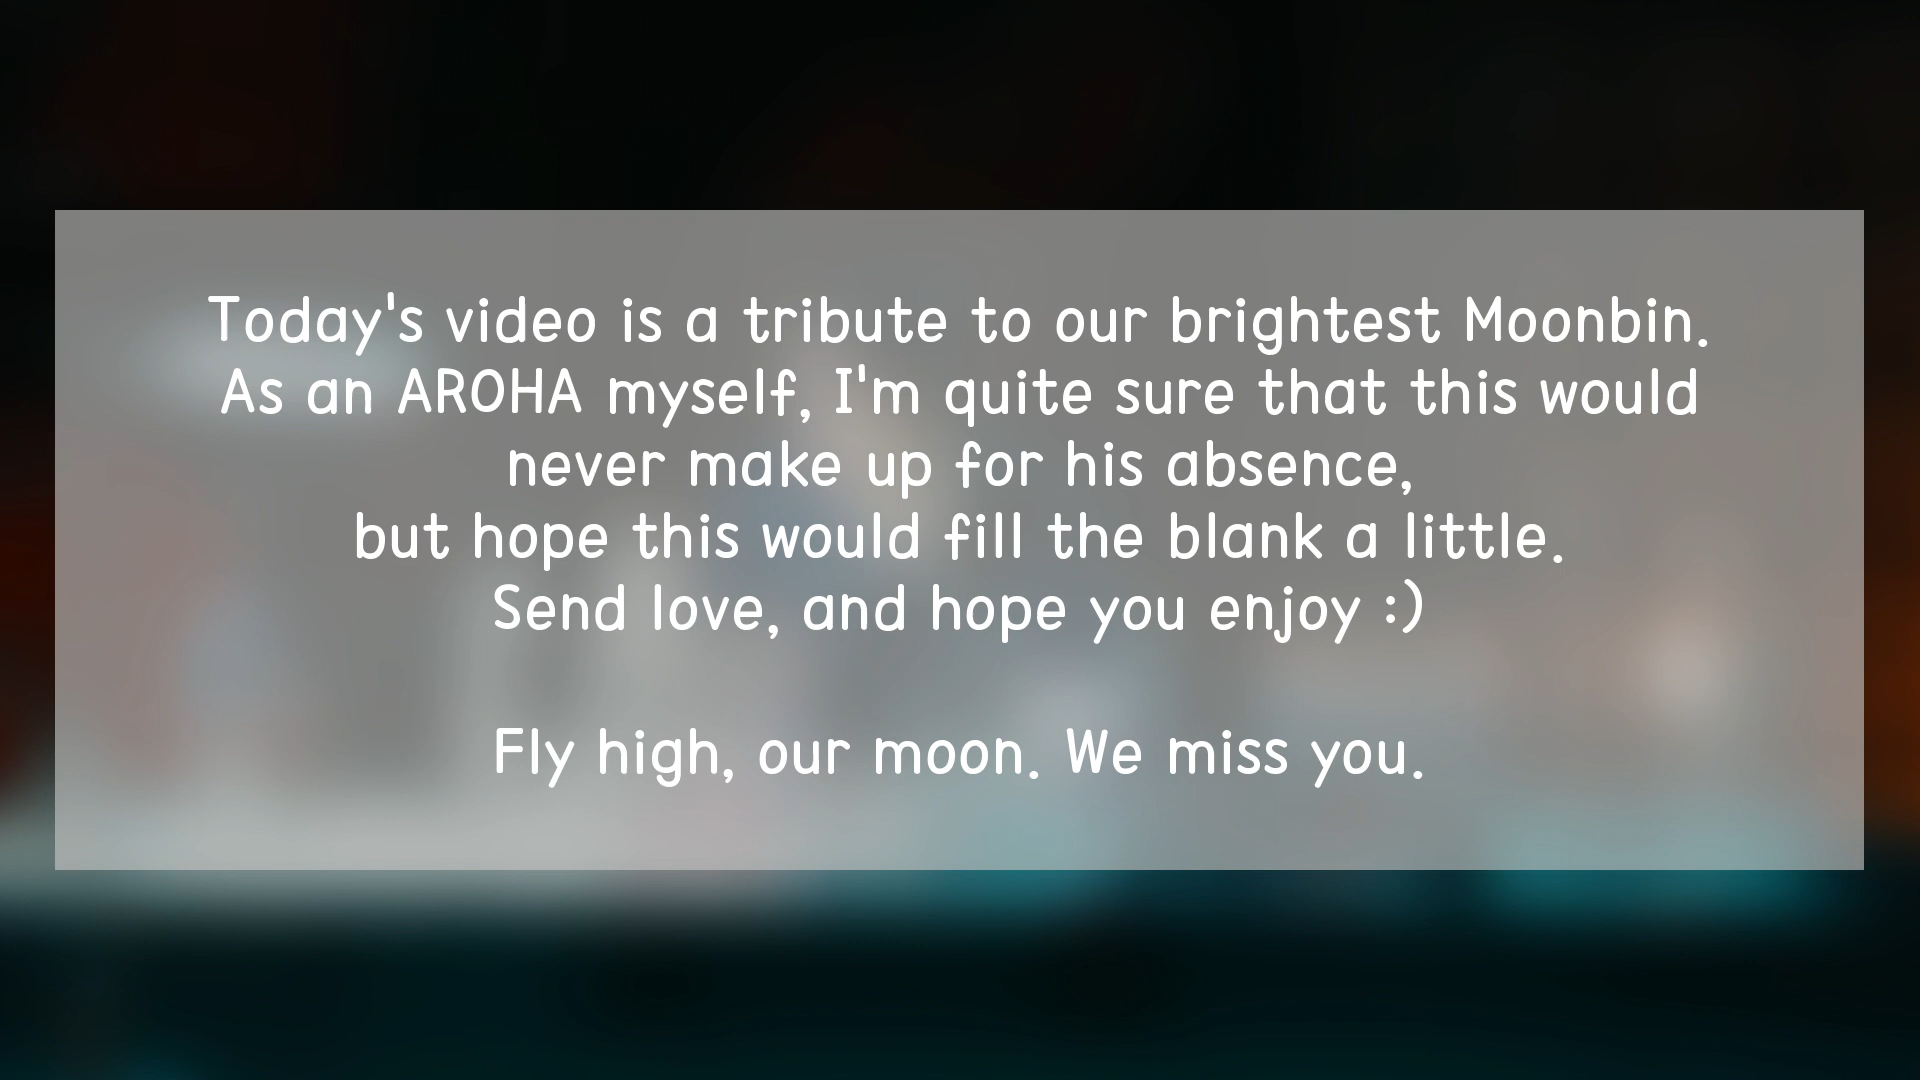 Today's video is a tribute to our brightest Moonbin.
As an AROHA myself, I'm quite sure that this would
never make up for his absence,
but hope this would fill the blank a little.
Send love, and hope you enjoy :)
Fly high, our moon. We miss you.